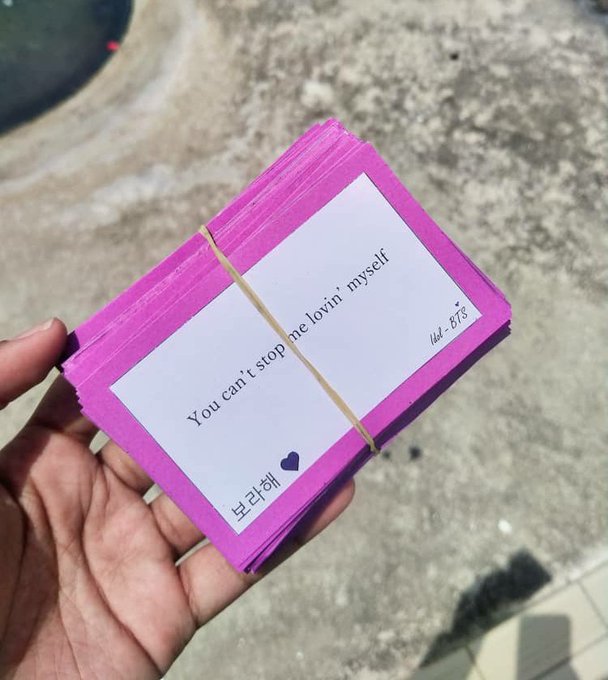 You can't stop me lovin' myself
Idol - BTS
보라해